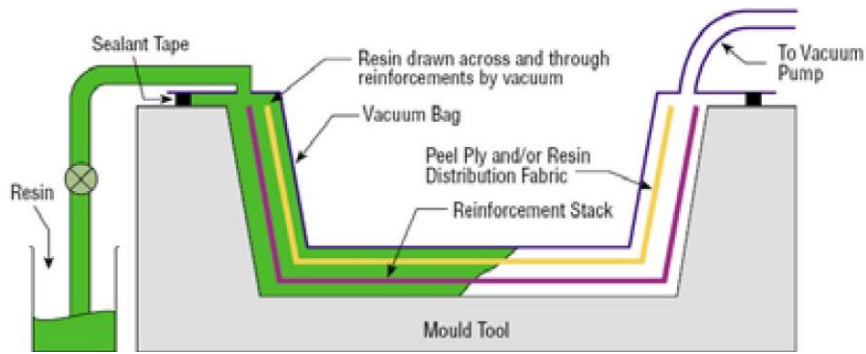 Sealant Tape
Resin drawn across and through
reinforcements by vacuum
To Vacuum
Pump
Vacuum Bag
Peel Ply and/or Resin
Distribution Fabric
Resin
Reinforcement Stack
Mould Tool